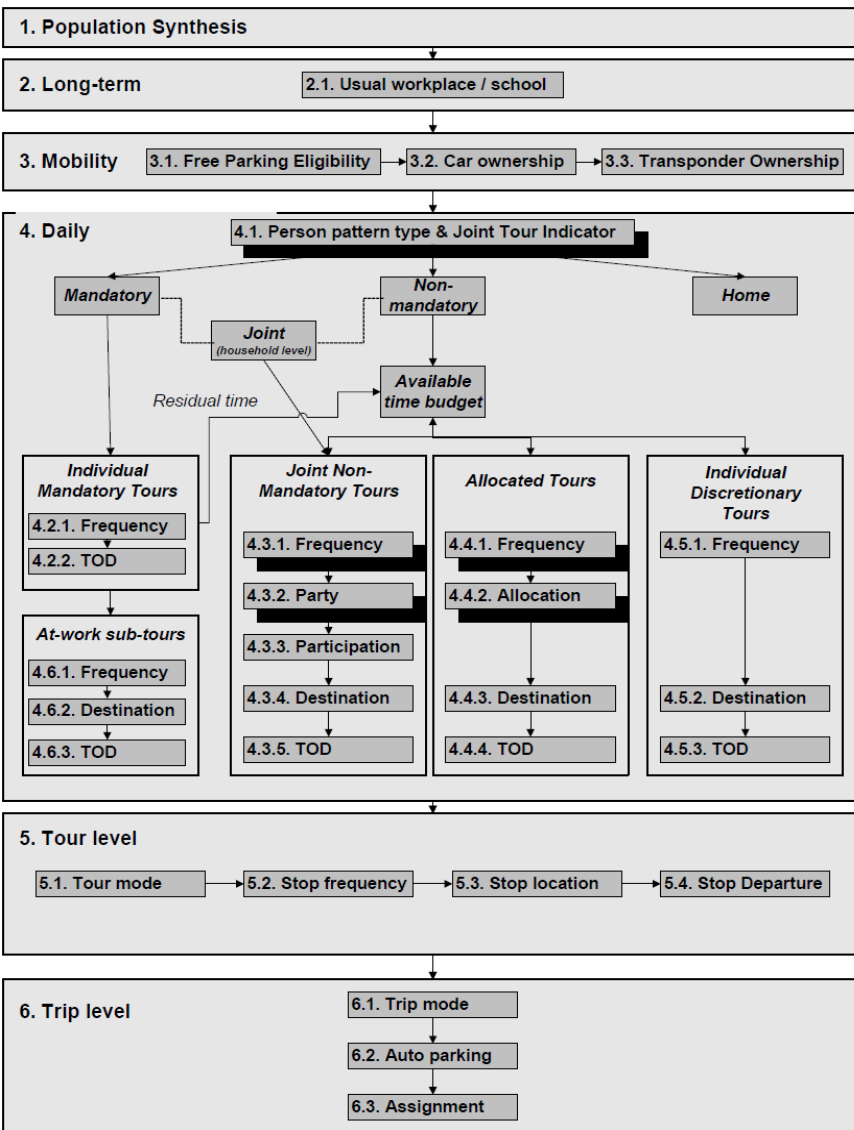 1. Population Synthesis
2. Long-term
2.1. Usual workplace / school
3. Mobility
3.1. Free Parking Eligibility
3.2. Car ownership
3.3. Transponder Ownership
4. Daily
4.1. Person pattern type & Joint Tour Indicator
Mandatory
Non-
mandatory
Home
Joint
(household level)
Available
time budget
Residual time
Individual
Mandatory Tours
4.2.1. Frequency
4.2.2. TOD
At-work sub-tours
4.6.1. Frequency
4.6.2. Destination
4.6.3. TOD
Joint Non-
Mandatory Tours
4.3.1. Frequency
4.3.2. Party
4.3.3. Participation
4.3.4. Destination
4.3.5. TOD
Allocated Tours
4.4.1. Frequency
4.4.2. Allocation
4.4.3. Destination
4.4.4. TOD
Individual
Discretionary
Tours
4.5.1. Frequency
4.5.2. Destination
4.5.3. TOD
5. Tour level
5.1. Tour mode
5.2. Stop frequency
5.3. Stop location
5.4. Stop Departure
6. Trip level
6.1. Trip mode
6.2. Auto parking
6.3. Assignment